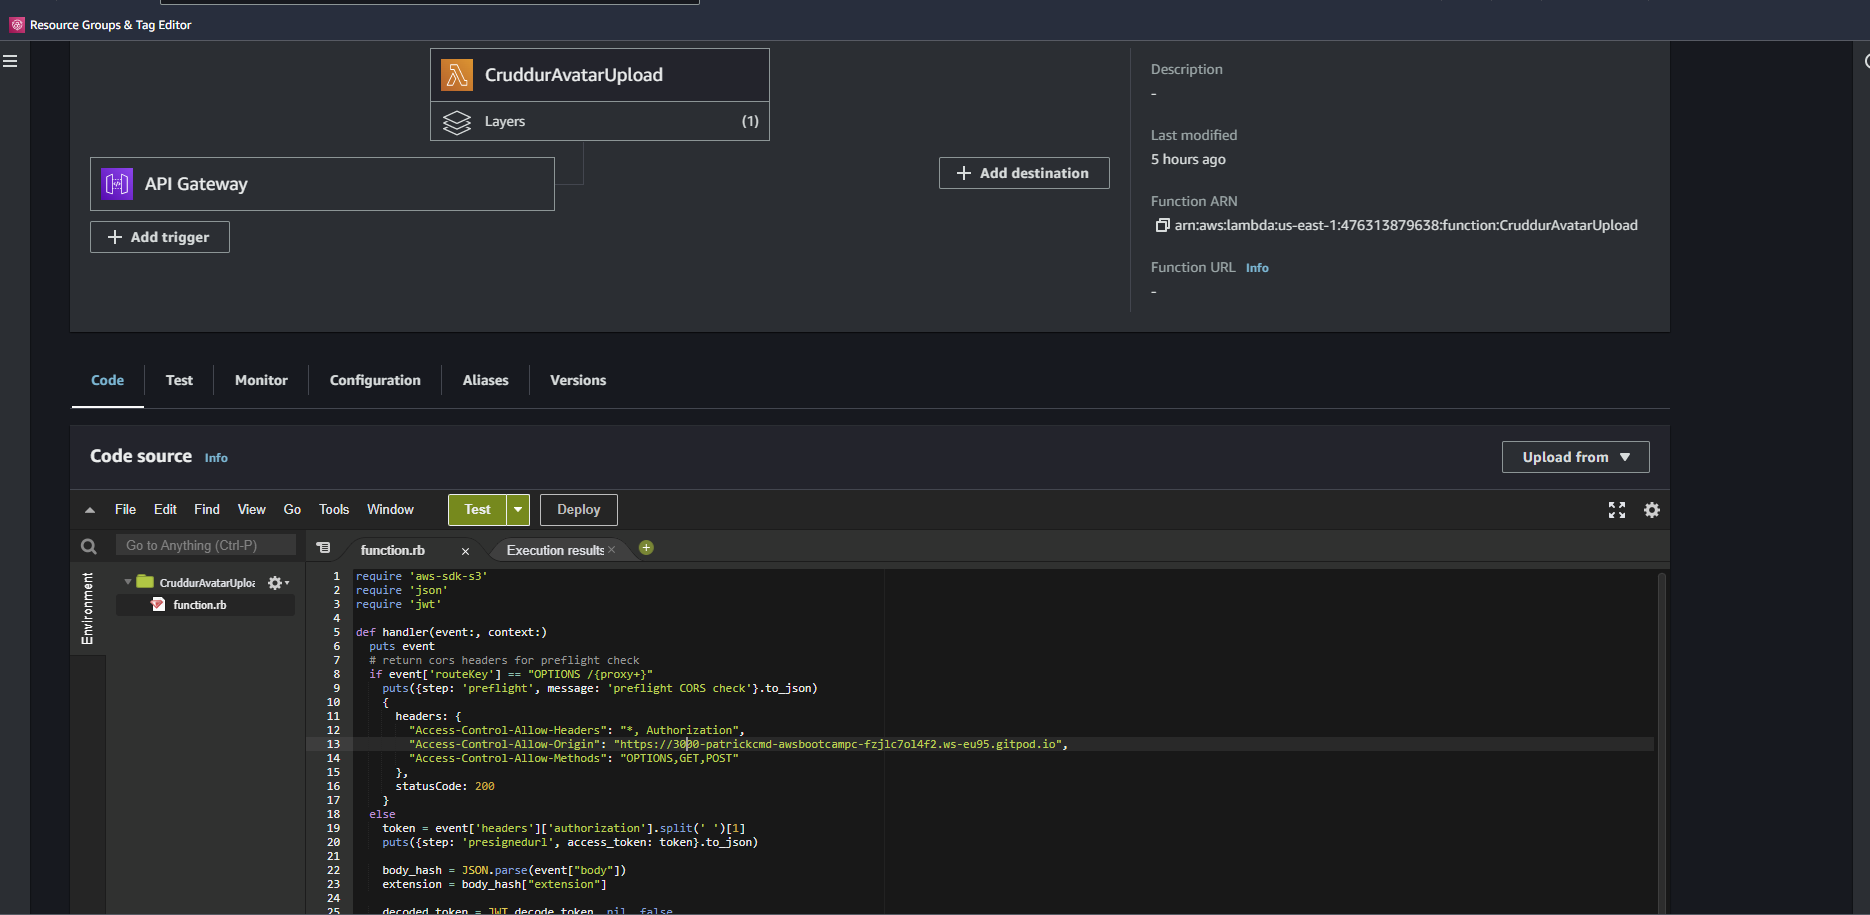 Resource Groups & Tag Editor
CruddurAvatarUpload
Layers
(1)
API Gateway
Add trigger
Add destination
Description
-
Last modified
5 hours ago
Function ARN
arn:aws:lambda:us-east-1:476313879638:function:CruddurAvatarUpload
Function URL Info
-
Code
Test
Monitor
Configuration
Aliases
Versions
Code source Info
Upload from
File Edit Find View Go Tools Window
Test
Deploy
Go to Anything (Ctrl-P)
Environment
CruddurAvatarUploa
function.rb
function.rb
Execution results
1 require 'aws-sdk-s3'
2 require 'json'
3 require 'jwt'
4
5 def handler(event:, context:)
6 puts event
7 # return cors headers for preflight check
8 if event['routeKey'] == "OPTIONS /{proxy+}"
9 puts({step: 'preflight', message: 'preflight CORS check'}.to_json)
10 {
11 headers: {
12 "Access-Control-Allow-Headers": "*, Authorization",
13 "Access-Control-Allow-Origin": "https://3000-patrickcmd-awsbootcampc-fzjlc7ol4f2.ws-eu95.gitpod.io",
14 "Access-Control-Allow-Methods": "OPTIONS,GET,POST"
15 },
16 statusCode: 200
17 }
18 else
19 token = event['headers']['authorization'].split(' ')[1]
20 puts({step: 'presignedurl', access_token: token}.to_json)
21
22 body_hash = JSON.parse(event["body"])
23 extension = body_hash["extension"]
24
25 decoded_token = JWT.decode token, nil, false